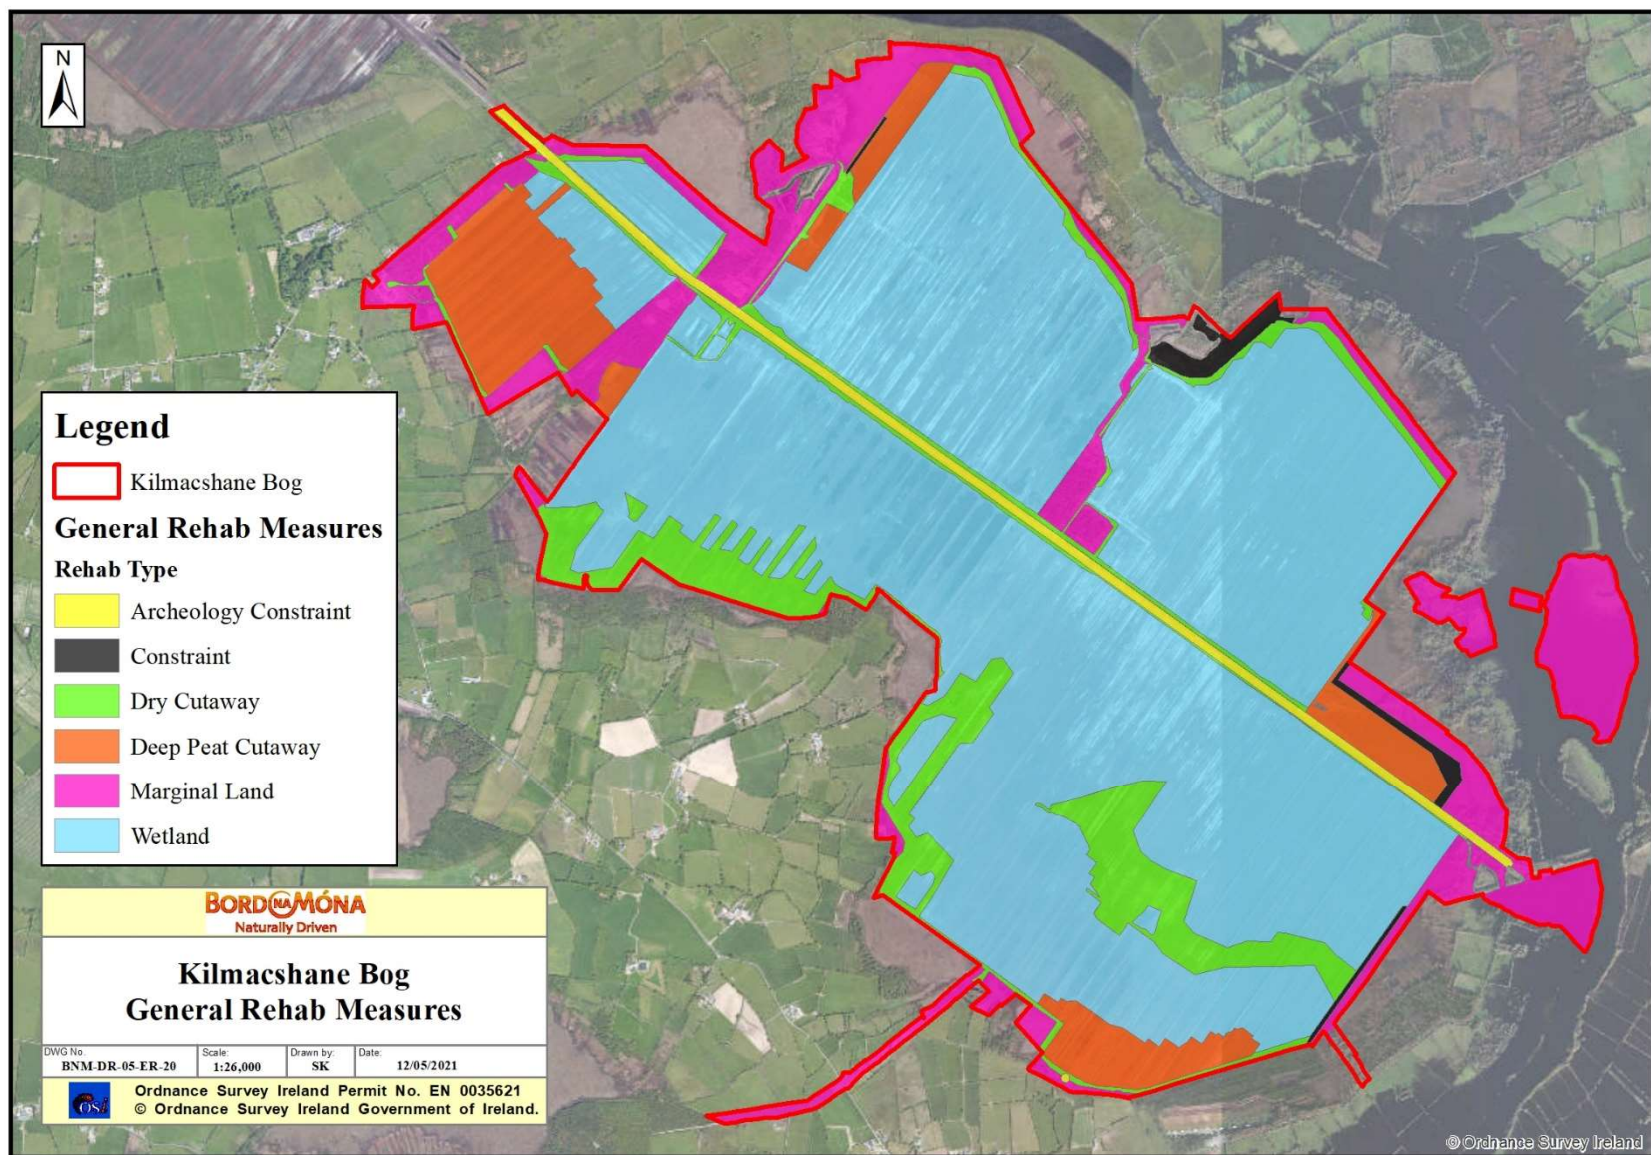 N
Legend
Kilmacshane Bog
General Rehab Measures
Rehab Type
Archeology Constraint
Constraint
Dry Cutaway
Deep Peat Cutaway
Marginal Land
Wetland
BORD NA MÓNA
Naturally Driven
Kilmacshane Bog
General Rehab Measures
DWG No. Scale: Drawn by: Date:
BNM-DR-05-ER-20 1:26,000 SK 12/05/2021
OSi
Ordnance Survey Ireland Permit No. EN 0035621
© Ordnance Survey Ireland Government of Ireland.
© Ordnance Survey Ireland